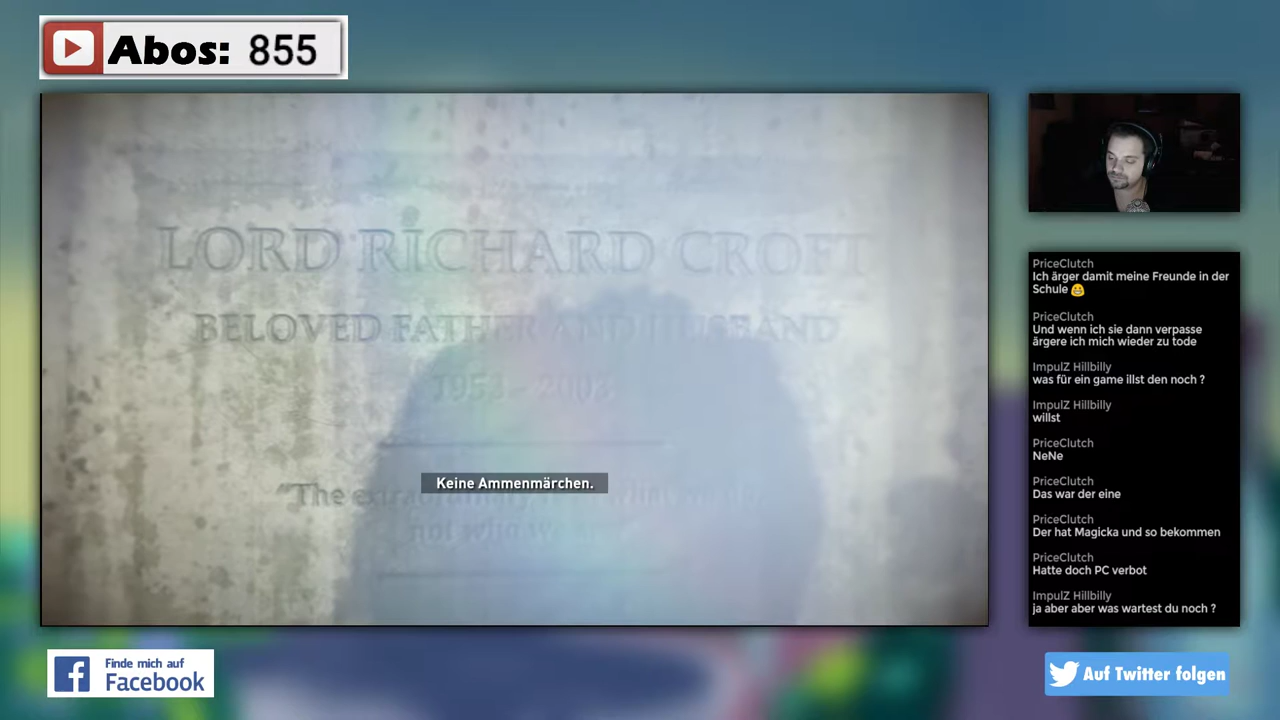 Abos: 855
LORD RICHARD CROFT
BELOVED FATHER AND HUSBAND
Keine Ammenmärchen.
"The
not who we
PriceClutch
Ich ärger damit meine Freunde in der
Schule 😁
PriceClutch
Und wenn ich sie dann verpasse
ärgere ich mich wieder zu tode
ImpulZ Hillbilly
was für ein game illst den noch ?
ImpulZ Hillbilly
willst
PriceClutch
NeNe
PriceClutch
Das war der eine
PriceClutch
Der hat Magicka und so bekommen
PriceClutch
Hatte doch PC verbot
ImpulZ Hillbilly
ja aber aber was wartest du noch ?
Finde mich auf
Facebook
Auf Twitter folgen